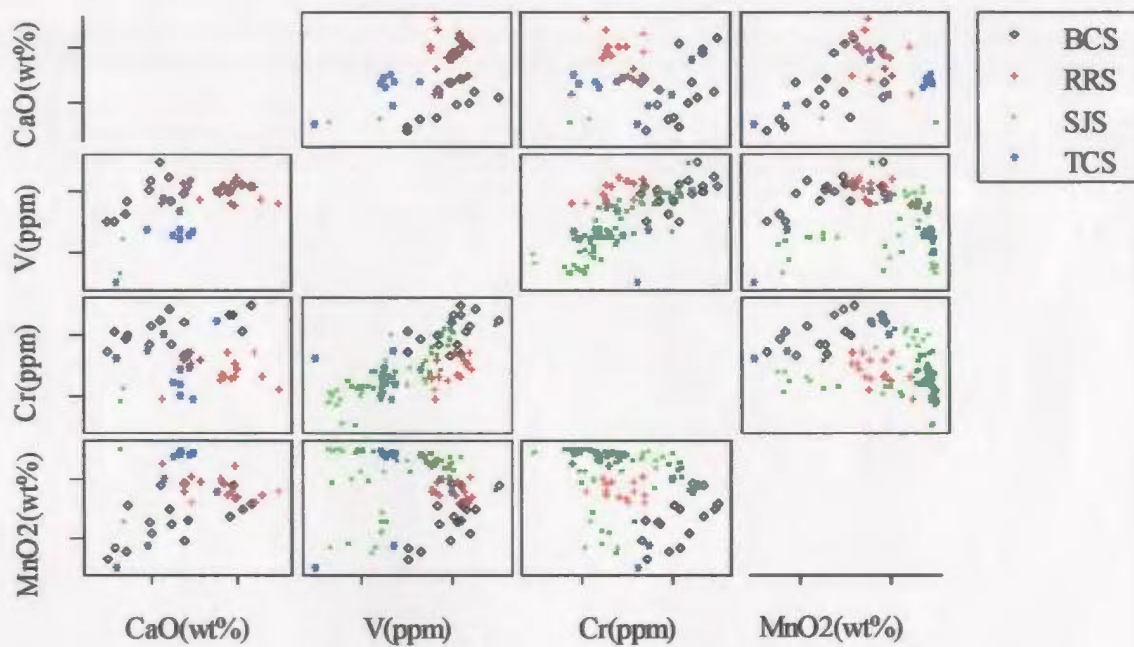 CaO(wt%)
V(ppm)
Cr(ppm)
MnO2(wt%)
BCS
RRS
SJS
TCS
CaO(wt%)
V(ppm)
Cr(ppm)
MnO2(wt%)